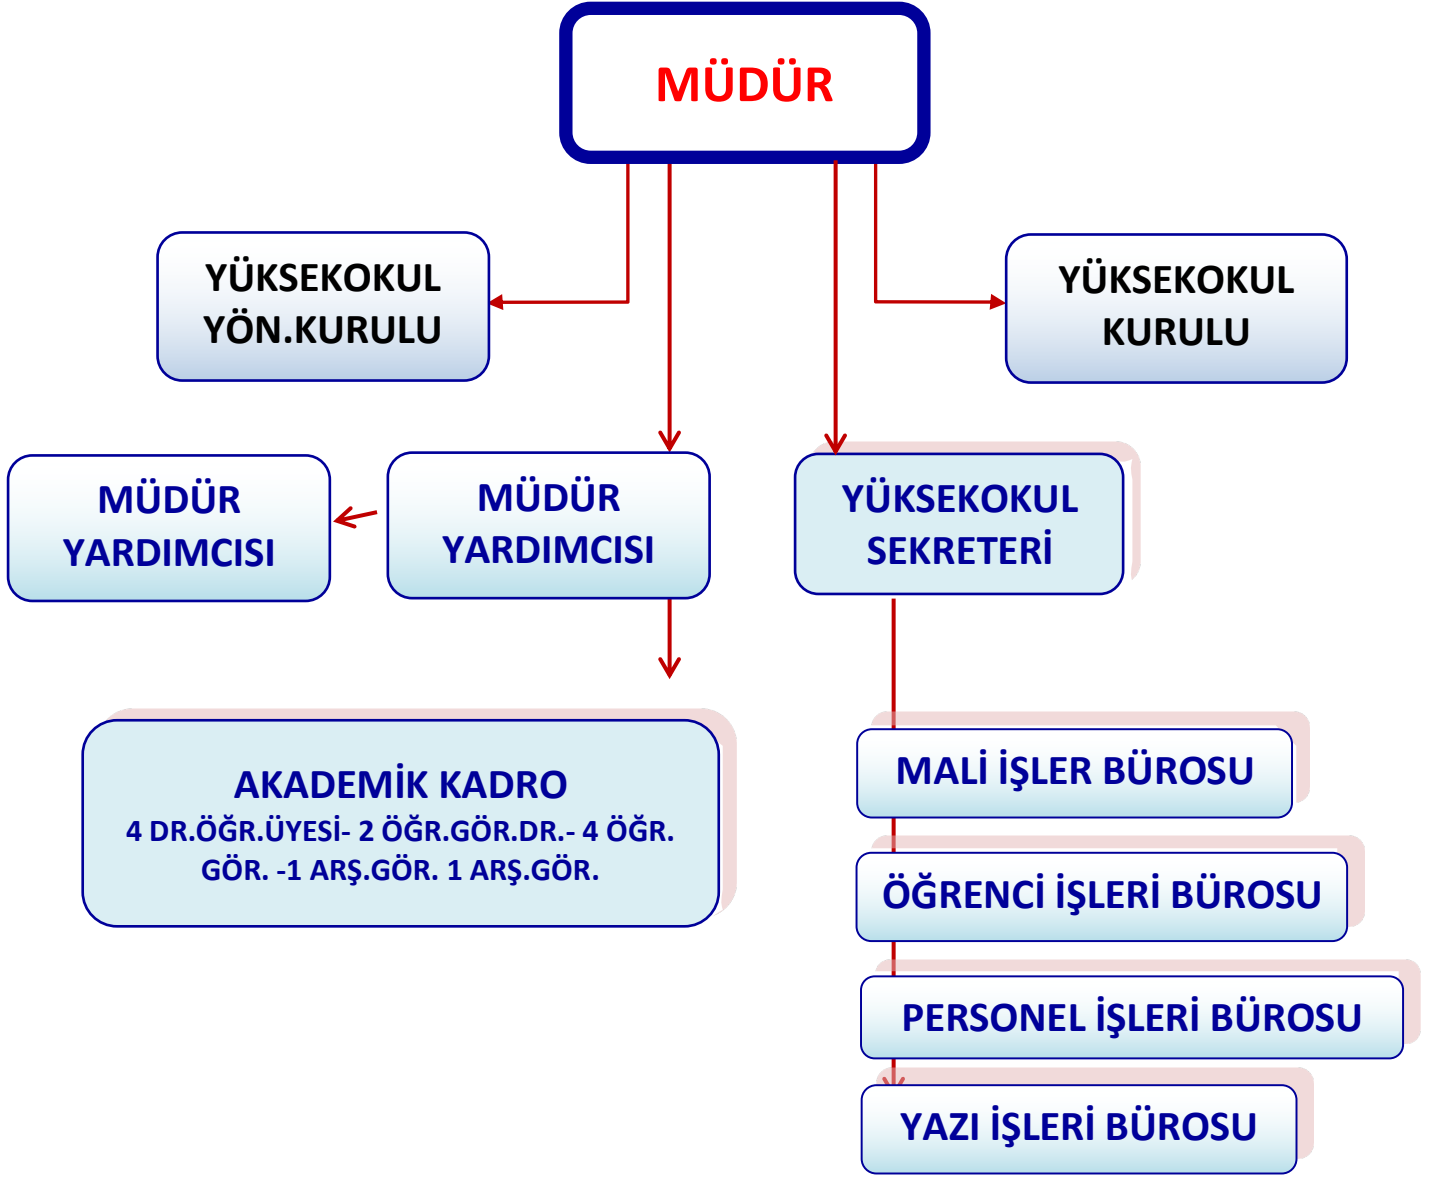 MÜDÜR
YÜKSEKOKUL
YÖN.KURULU
YÜKSEKOKUL
KURULU
MÜDÜR
YARDIMCISI
MÜDÜR
YARDIMCISI
YÜKSEKOKUL
SEKRETERİ
AKADEMİK KADRO
4 DR.ÖĞR.ÜYESİ- 2 ÖĞR.GÖR.DR.- 4 ÖĞR.
GÖR. -1 ARŞ.GÖR. 1 ARŞ.GÖR.
MALİ İŞLER BÜROSU
ÖĞRENCİ İŞLERİ BÜROSU
PERSONEL İŞLERİ BÜROSU
YAZI İŞLERİ BÜROSU